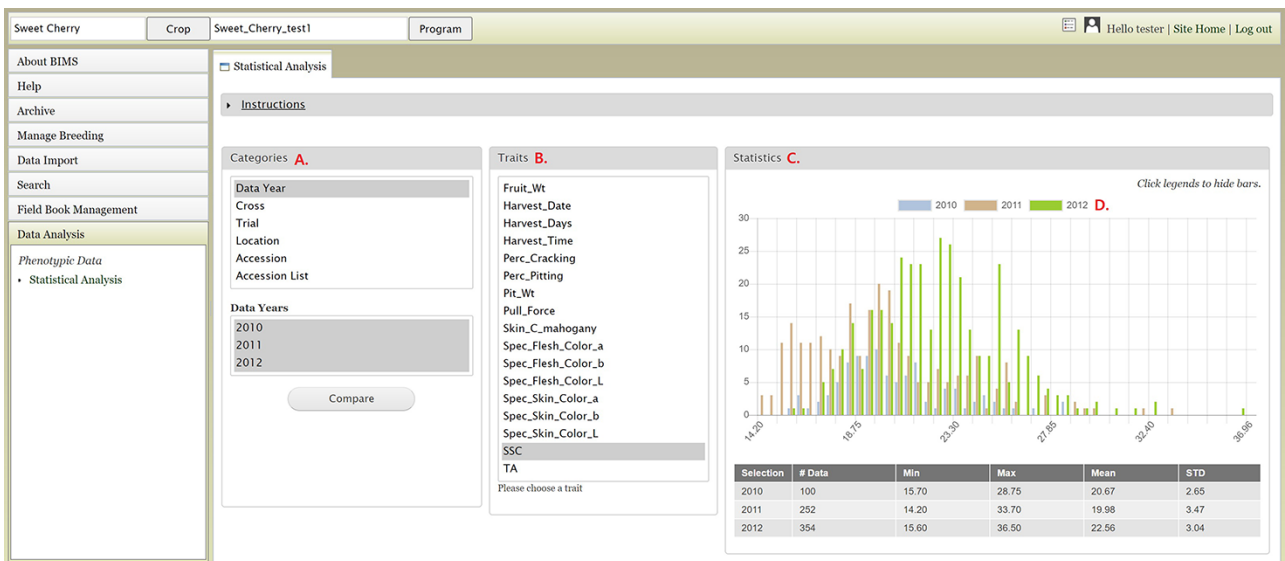 Sweet Cherry Crop Sweet_Cherry_test1 Program Hello tester | Site Home | Log out
About BIMS
Help
Archive
Manage Breeding
Data Import
Search
Field Book Management
Data Analysis
Phenotypic Data
• Statistical Analysis
Statistical Analysis
Instructions
Categories A.
Data Year
Cross
Trial
Location
Accession
Accession List
Data Years
2010
2011
2012
Compare
Traits B.
Fruit_Wt
Harvest_Date
Harvest_Days
Harvest_Time
Perc_Cracking
Perc_Pitting
Pit_Wt
Pull_Force
Skin_C_mahogany
Spec_Flesh_Color_a
Spec_Flesh_Color_b
Spec_Flesh_Color_L
Spec_Skin_Color_a
Spec_Skin_Color_b
Spec_Skin_Color_L
SSC
TA
Please choose a trait
Statistics C.
Click legends to hide bars.
2010 2011 2012 D.
30
25
20
15
10
5
0
14.20 18.75 23.30 27.85 32.40 36.96
Selection # Data Min Max Mean STD
2010 100 15.70 28.75 20.67 2.65
2011 252 14.20 33.70 19.98 3.47
2012 354 15.60 36.50 22.56 3.04